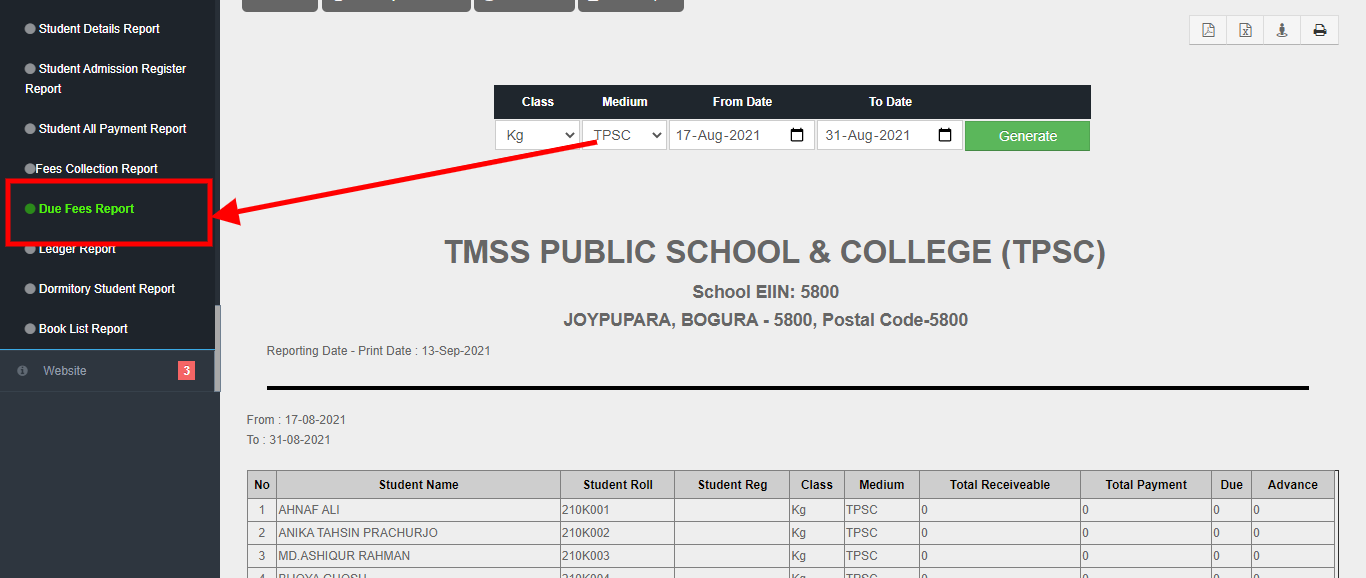 Student Details Report
Student Admission Register
Report
Student All Payment Report
Fees Collection Report
Due Fees Report
Ledger Report
Dormitory Student Report
Book List Report
Website 3
Class Medium From Date To Date
Kg TPSC 17-Aug-2021 31-Aug-2021 Generate
TMSS PUBLIC SCHOOL & COLLEGE (TPSC)
School EIIN: 5800
JOYPUPARA, BOGURA - 5800, Postal Code-5800
Reporting Date - Print Date : 13-Sep-2021
From : 17-08-2021
To : 31-08-2021
No Student Name Student Roll Student Reg Class Medium Total Receiveable Total Payment Due Advance
1 AHNAF ALI 210K001 Kg TPSC 0 0 0 0
2 ANIKA TAHSIN PRACHURJO 210K002 Kg TPSC 0 0 0 0
3 MD.ASHIQUR RAHMAN 210K003 Kg TPSC 0 0 0 0
4 210K004 Kg TPSC 0 0 0 0